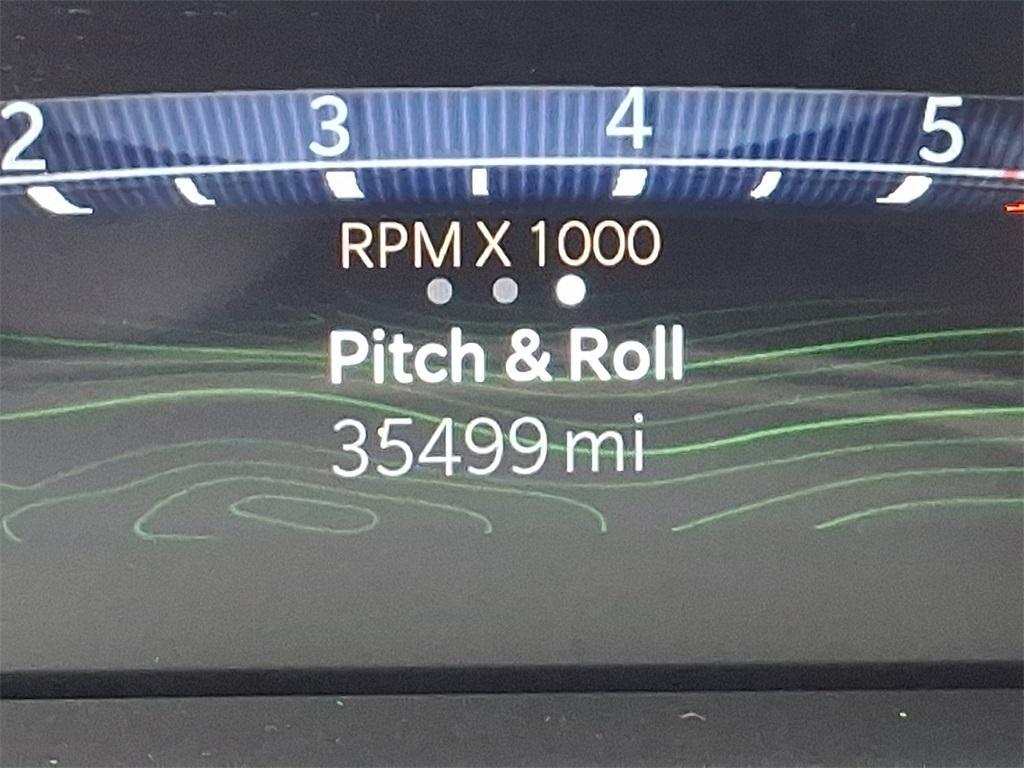 2 3 4 5
RPM X 1000
Pitch & Roll
35499 mi